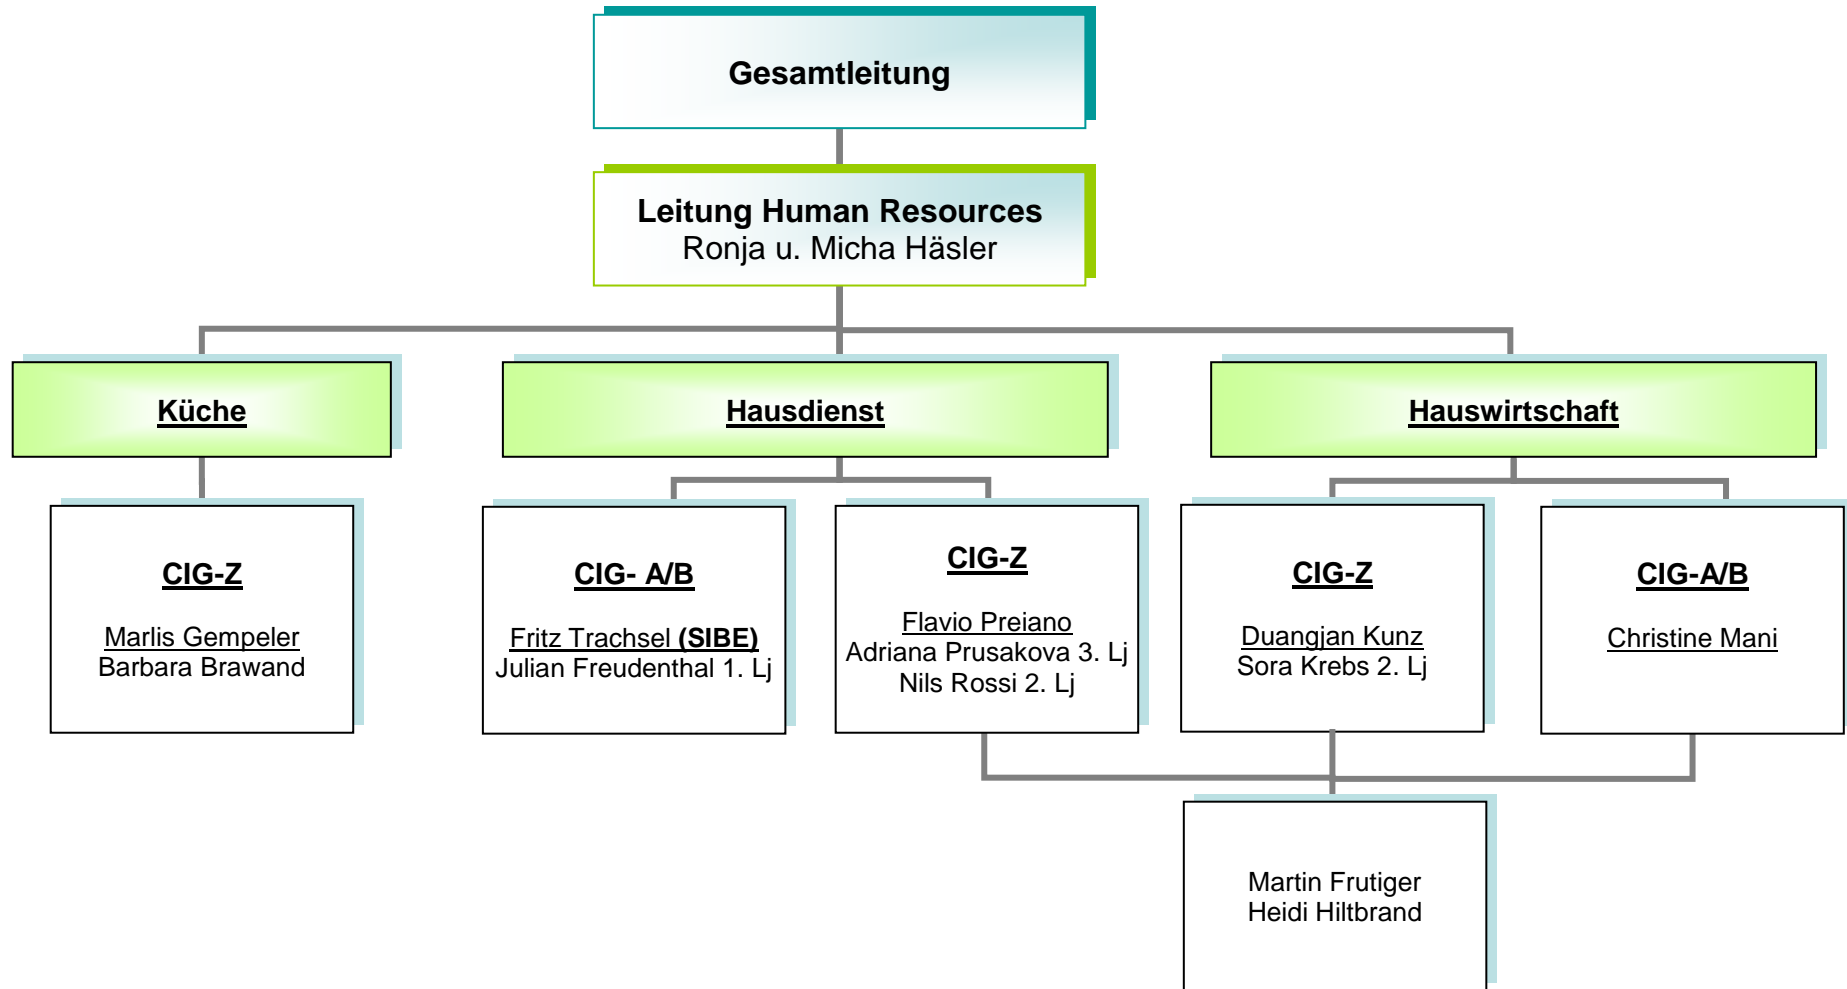 Gesamtleitung
Leitung Human Resources
Ronja u. Micha Häsler
Küche
Hausdienst
Hauswirtschaft
CIG-Z
Marlis Gempeler
Barbara Brawand
CIG- A/B
Fritz Trachsel (SIBE)
Julian Freudenthal 1. Lj
CIG-Z
Flavio Preiano
Adriana Prusakova 3. Lj
Nils Rossi 2. Lj
CIG-Z
Duangjan Kunz
Sora Krebs 2. Lj
CIG-A/B
Christine Mani
Martin Frutiger
Heidi Hiltbrand